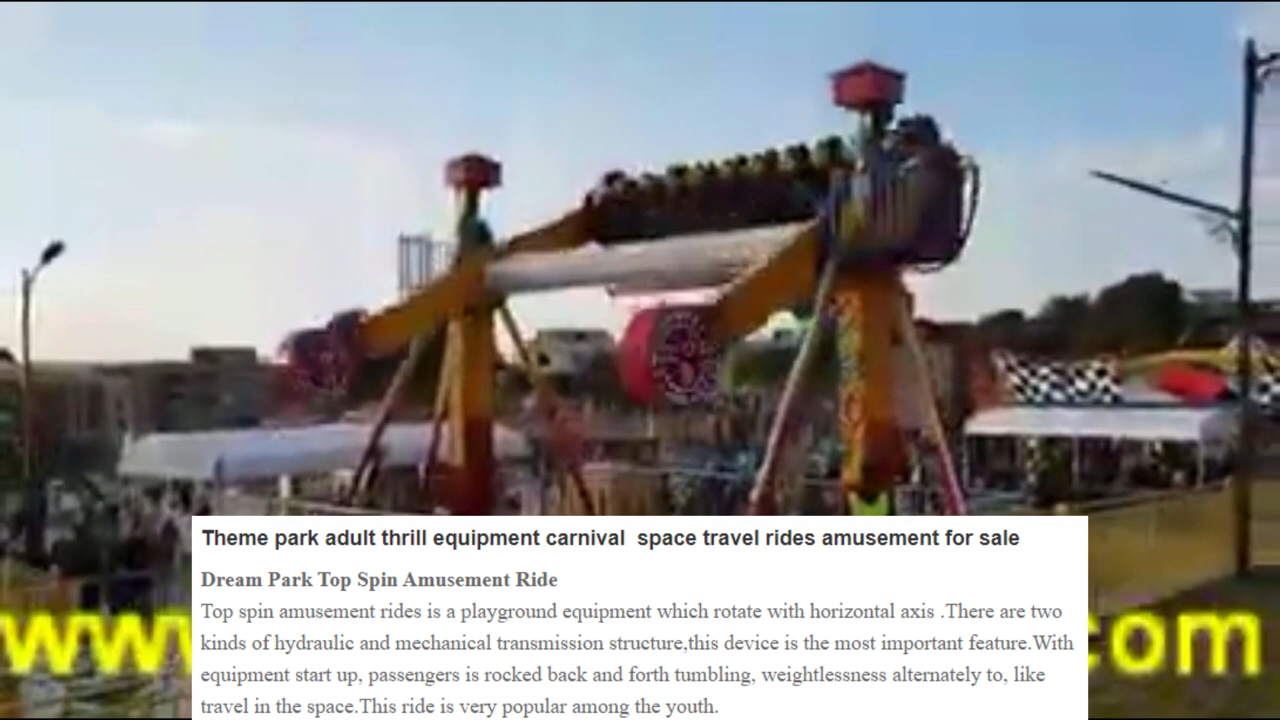 Theme park adult thrill equipment carnival  space travel rides amusement for sale
Dream Park Top Spin Amusement Ride
Top spin amusement rides is a playground equipment which rotate with horizontal axis .There are two
kinds of hydraulic and mechanical transmission structure,this device is the most important feature.With
equipment start up, passengers is rocked back and forth tumbling, weightlessness alternately to, like
travel in the space.This ride is very popular among the youth.
www
com